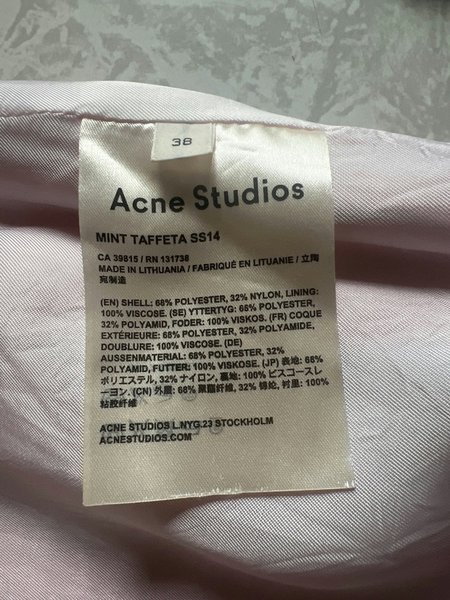 38
Acne Studios
MINT TAFFETA SS14
CA 39815 / RN 131738
MADE IN LITHUANIA / FABRIQUÉ EN LITUANIE / 立陶
宛制造
(EN) SHELL: 68% POLYESTER, 32% NYLON, LINING:
100% VISCOSE. (SE) YTTERTYG: 68% POLYESTER,
32% POLYAMID, FODER: 100% VISKOS. (FR) COQUE
EXTÉRIEURE: 68% POLYESTER, 32% POLYAMIDE,
DOUBLURE: 100% VISCOSE. (DE)
AUSSENMATERIAL: 68% POLYESTER, 32%
POLYAMID, FUTTER: 100% VISKOSE. (JP) 表地: 68%
ポリエステル, 32% ナイロン, 裏地: 100% ビスコースレ
ーヨン. (CN) 外層: 68% 聚酯纤维, 32% 锦纶, 衬里: 100%
粘胶纤维
ACNE STUDIOS L.NYG.23 STOCKHOLM
ACNESTUDIOS.COM